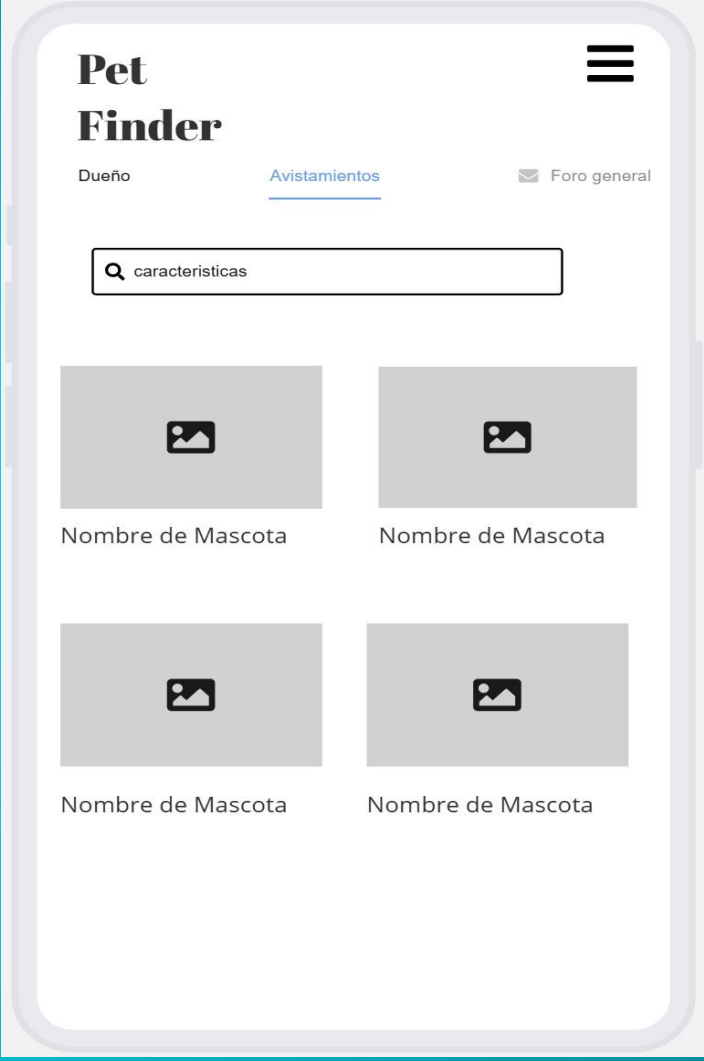 Pet
Finder
Dueño
Avistamientos
Foro general
caracteristicas
Nombre de Mascota
Nombre de Mascota
Nombre de Mascota
Nombre de Mascota